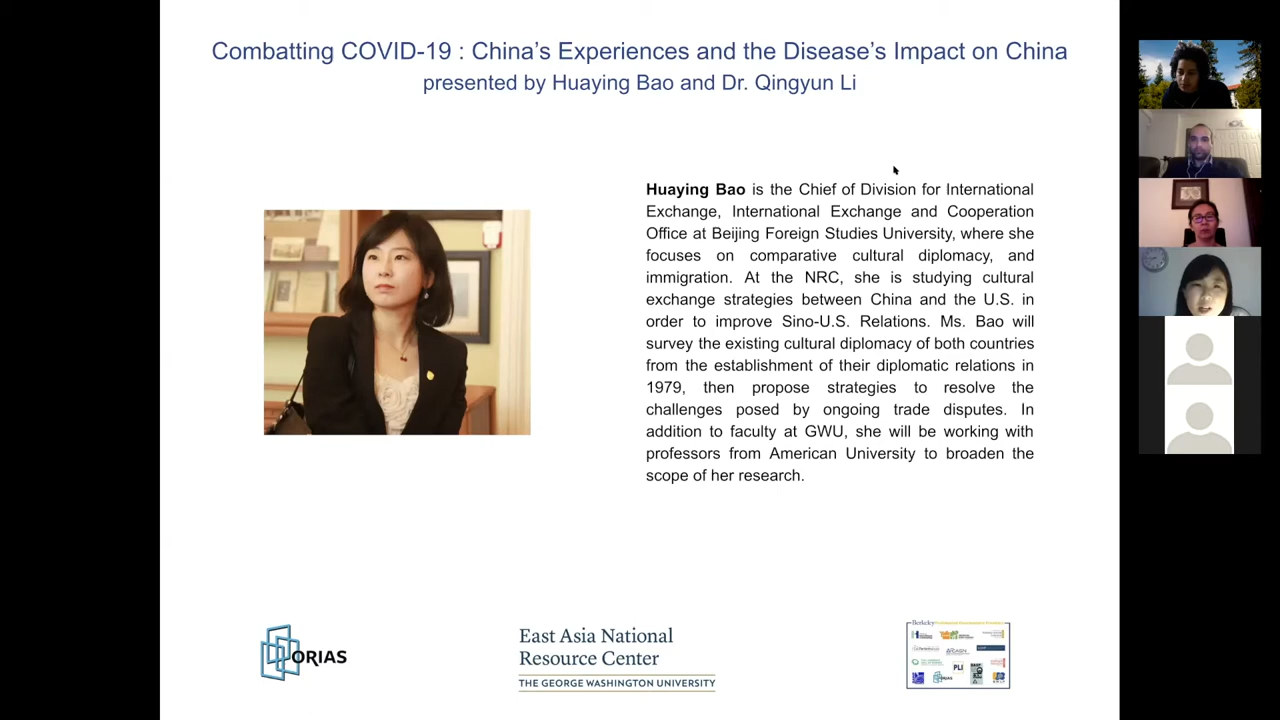 Combatting COVID-19 : China's Experiences and the Disease's Impact on China
presented by Huaying Bao and Dr. Qingyun Li
Huaying Bao is the Chief of Division for International
Exchange, International Exchange and Cooperation
Office at Beijing Foreign Studies University, where she
focuses on comparative cultural diplomacy, and
immigration. At the NRC, she is studying cultural
exchange strategies between China and the U.S. in
order to improve Sino-U.S. Relations. Ms. Bao will
survey the existing cultural diplomacy of both countries
from the establishment of their diplomatic relations in
1979, then propose strategies to resolve the
challenges posed by ongoing trade disputes. In
addition to faculty at GWU, she will be working with
professors from American University to broaden the
scope of her research.
ORIAS
East Asia National
Resource Center
THE GEORGE WASHINGTON UNIVERSITY
Berkeley
PLI
ORIAS